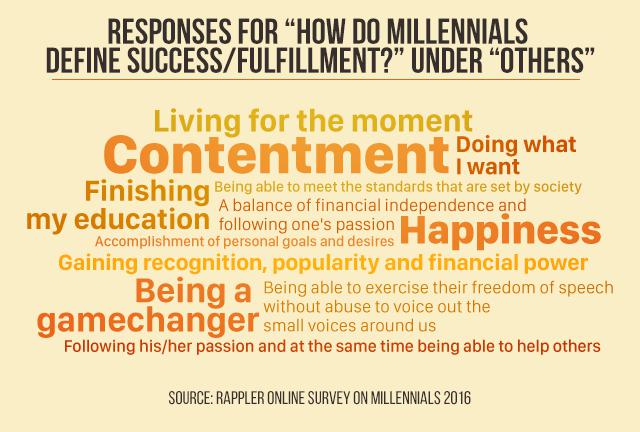 RESPONSES FOR “HOW DO MILLENNIALS
DEFINE SUCCESS/FULFILLMENT?” UNDER “OTHERS”
Living for the moment
Contentment
Doing what
I want
Finishing
my education
Being able to meet the standards that are set by society
A balance of financial independence and
following one's passion
Accomplishment of personal goals and desires
Happiness
Gaining recognition, popularity and financial power
Being a
gamechanger
Being able to exercise their freedom of speech
without abuse to voice out the
small voices around us
Following his/her passion and at the same time being able to help others
SOURCE: RAPPLER ONLINE SURVEY ON MILLENNIALS 2016